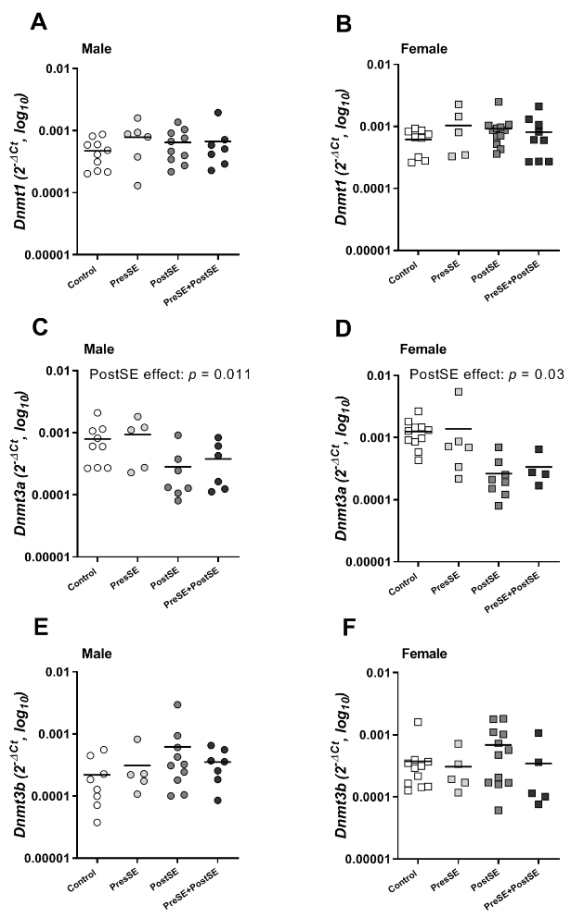 A
Male
0.01
0.001
0.0001
0.00001
Dnmt1 (2^-ΔCt, log10)
Control
PresSE
PostSE
PreSE+PostSE
B
Female
0.01
0.001
0.0001
0.00001
Dnmt1 (2^-ΔCt, log10)
Control
PresSE
PostSE
PreSE+PostSE
C
Male
PostSE effect: p = 0.011
0.001
0.001
0.0001
0.00001
Dnmt3a (2^-ΔCt, log10)
Control
PresSE
PostSE
PreSE+PostSE
D
Female
PostSE effect: p = 0.03
0.01
0.001
0.0001
0.00001
Dnmt3a (2^-ΔCt, log10)
Control
PresSE
PostSE
PreSE+PostSE
E
Male
0.01
0.001
0.0001
0.00001
Dnmt3b (2^-ΔCt, log10)
Control
PresSE
PostSE
PreSE+PostSE
F
Female
0.01
0.001
0.0001
0.00001
Dnmt3b (2^-ΔCt, log10)
Control
PresSE
PostSE
PreSE+PostSE